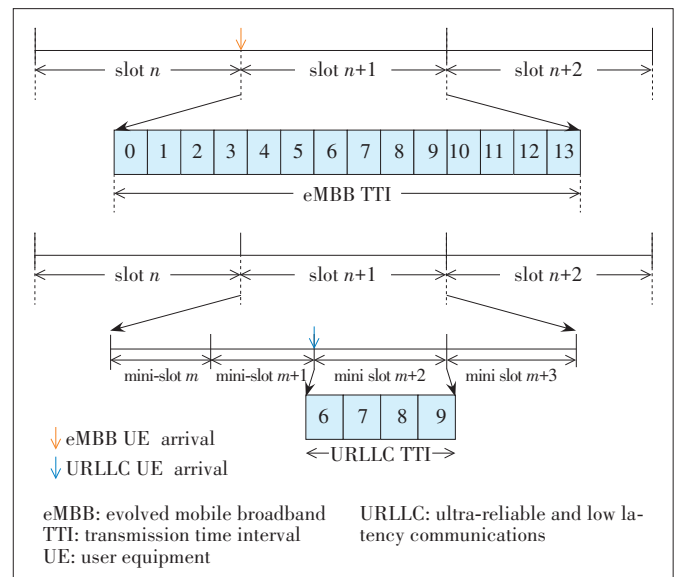 slot n slot n+1 slot n+2
0 1 2 3 4 5 6 7 8 9 10 11 12 13
eMBB TTI
slot n slot n+1 slot n+2
mini-slot m mini-slot m+1 mini slot m+2 mini slot m+3
6 7 8 9
eMBB UE arrival
URLLC TTI
URLLC UE arrival
eMBB: evolved mobile broadband
TTI: transmission time interval
UE: user equipment
URLLC: ultra-reliable and low la-
tency communications